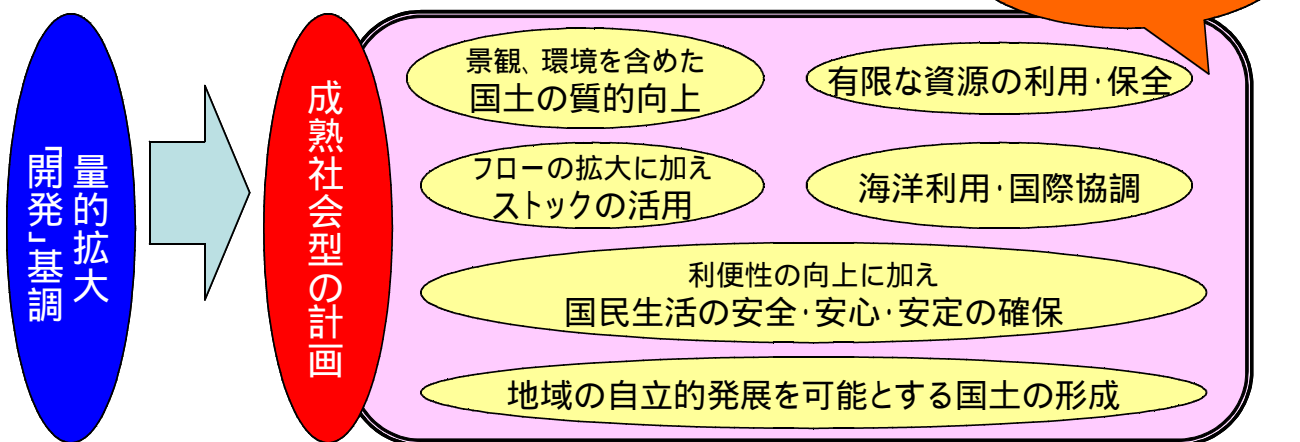 量的拡大
「開発」基調
成熟社会型の計画
景観、環境を含めた
国土の質的向上
有限な資源の利用・保全
フローの拡大に加え
ストックの活用
海洋利用・国際協調
利便性の向上に加え
国民生活の安全・安心・安定の確保
地域の自立的発展を可能とする国土の形成